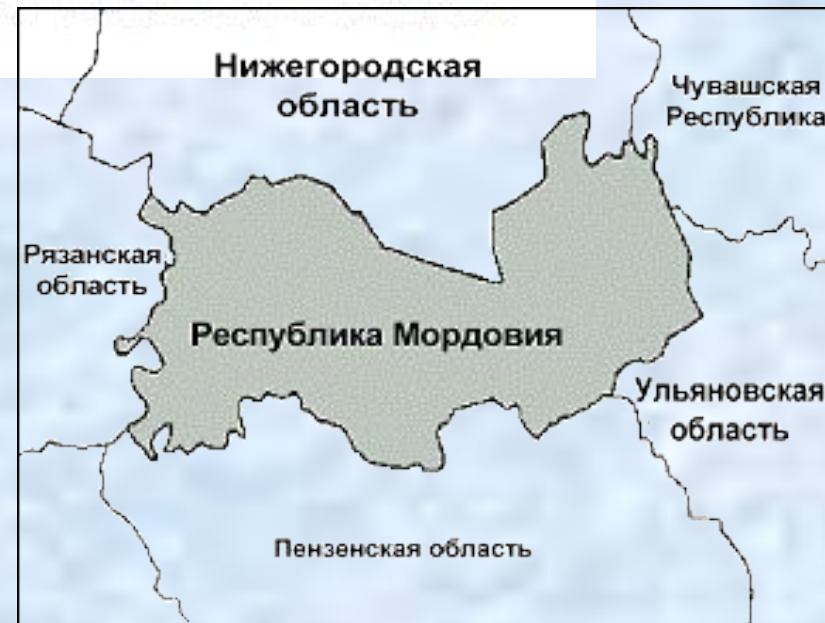 Нижегородская
область
Чувашская
Республика
Рязанская
область
Республика Мордовия
Ульяновская
область
Пензенская область